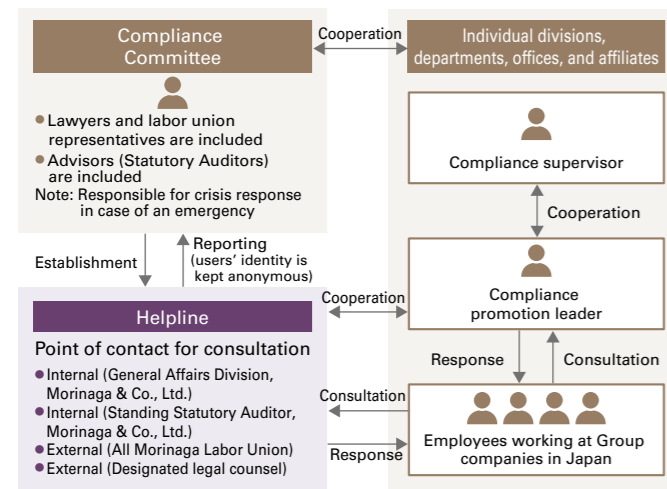 Compliance
Committee
Lawyers and labor union
representatives are included
Advisors (Statutory Auditors)
are included
Note: Responsible for crisis response
in case of an emergency
Cooperation
Individual divisions,
departments, offices, and affiliates
Compliance supervisor
Cooperation
Establishment
Reporting
(users' identity is
kept anonymous)
Cooperation
Compliance
promotion leader
Helpline
Point of contact for consultation
Internal (General Affairs Division,
Morinaga & Co., Ltd.)
Internal (Standing Statutory Auditor,
Morinaga & Co., Ltd.)
External (All Morinaga Labor Union)
External (Designated legal counsel)
Response
Consultation
Consultation
Response
Employees working at Group
companies in Japan